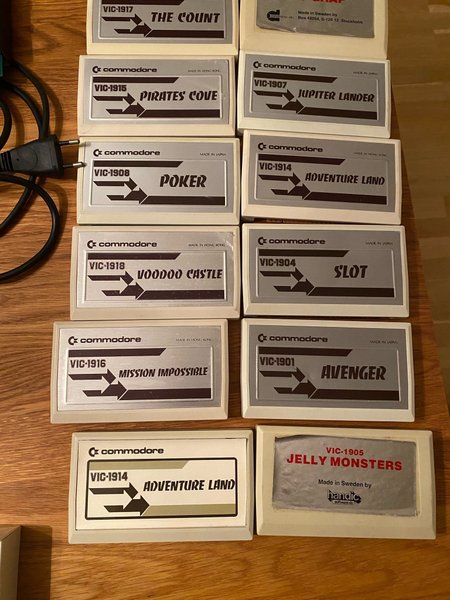 VIC-1917
THE COUNT
Made in Sweden by
commodore
VIC-1915
PIRATES COVE
commodore
MADE IN JAPAN
VIC-1907
JUPITER LANDER
commodore
MADE IN JAPAN
VIC-1908
POKER
commodore
MADE IN HONG KONG
VIC-1914
ADVENTURE LAND
commodore
MADE IN HONG KONG
VIC-1918
VOODOO CASTLE
commodore
MADE IN JAPAN
VIC-1904
SLOT
commodore
MADE IN HONG KONG
VIC-1916
MISSION IMPOSSIBLE
commodore
MADE IN JAPAN
VIC-1901
AVENGER
commodore
VIC-1914
ADVENTURE LAND
VIC-1905
JELLY MONSTERS
Made in Sweden by
handic